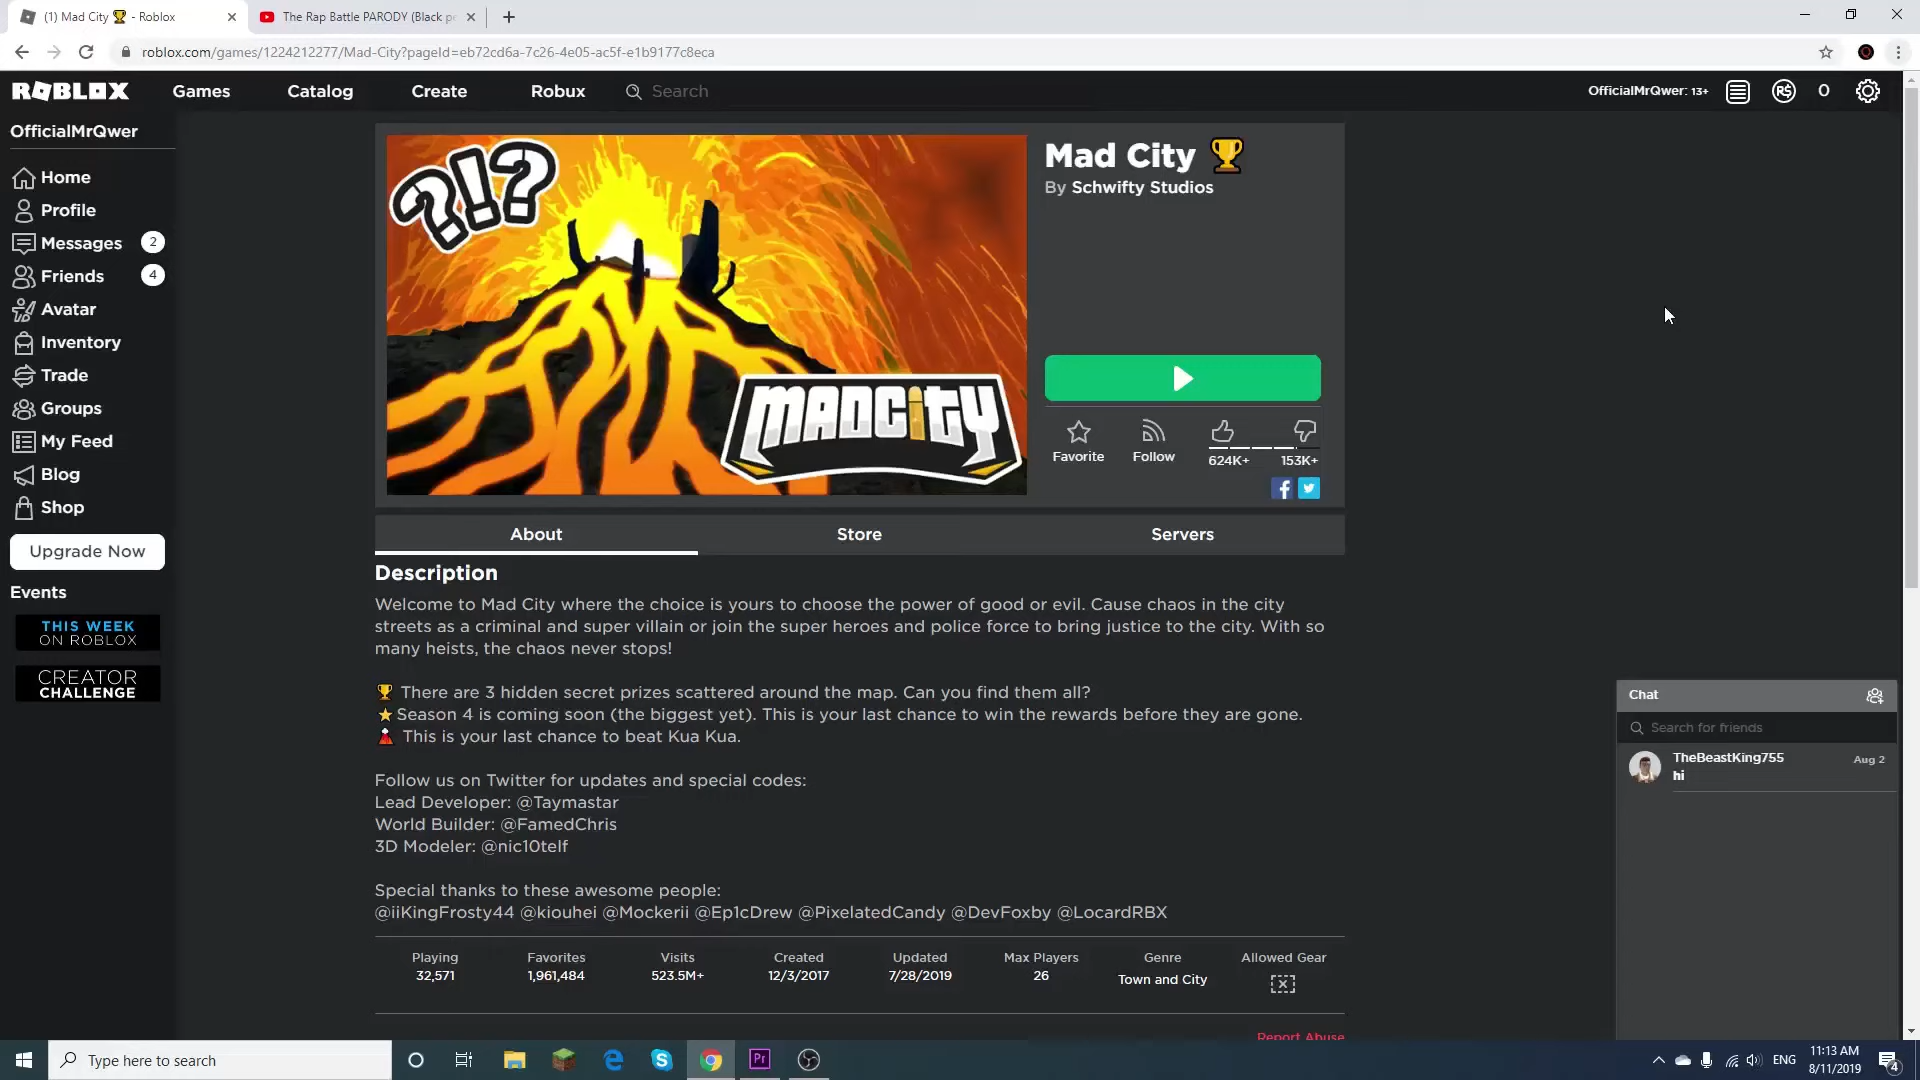 (1) Mad City 🏆 - Roblox
The Rap Battle PARODY (Black pe
roblox.com/games/1224212277/Mad-City?pageId=eb72cd6a-7c26-4e05-ac5f-e1b9177c8eca
ROBLOX Games Catalog Create Robux Search OfficialMrQwer: 13+ R$ 0
OfficialMrQwer
Home
Profile
Messages 2
Friends 4
Avatar
Inventory
Trade
Groups
My Feed
Blog
Shop
Upgrade Now
Events
THIS WEEK
ON ROBLOX
CREATOR
CHALLENGE
?!?
MADCITY
Mad City 🏆
By Schwifty Studios
Favorite Follow 624K+ 153K+
About Store Servers
Description
Welcome to Mad City where the choice is yours to choose the power of good or evil. Cause chaos in the city
streets as a criminal and super villain or join the super heroes and police force to bring justice to the city. With so
many heists, the chaos never stops!
🏆 There are 3 hidden secret prizes scattered around the map. Can you find them all?
⭐Season 4 is coming soon (the biggest yet). This is your last chance to win the rewards before they are gone.
🌋 This is your last chance to beat Kua Kua.
Follow us on Twitter for updates and special codes:
Lead Developer: @Taymastar
World Builder: @FamedChris
3D Modeler: @nic10telf
Special thanks to these awesome people:
@iiKingFrosty44 @kiouhei @Mockerii @Ep1cDrew @PixelatedCandy @DevFoxby @LocardRBX
Playing Favorites Visits Created Updated Max Players Genre Allowed Gear
32,571 1,961,484 523.5M+ 12/3/2017 7/28/2019 26 Town and City
Report Abuse
Chat
Search for friends
TheBeastKing755 Aug 2
hi
Type here to search
Pr
ENG
11:13 AM
8/11/2019
4